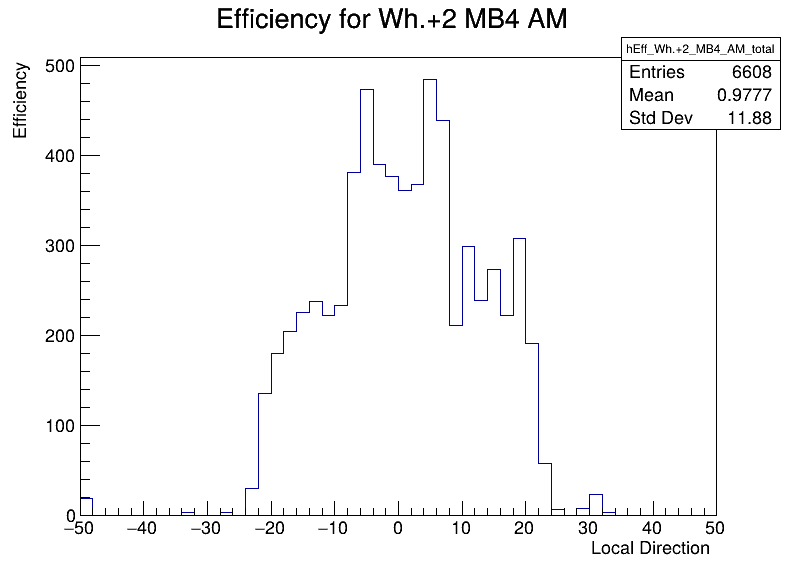 Efficiency for Wh.+2 MB4 AM
hEff_Wh.+2_MB4_AM_total
Entries 6608
Mean 0.9777
Std Dev 11.88
Efficiency
500
400
300
200
100
0
−50 −40 −30 −20 −10 0 10 20 30 40 50
Local Direction